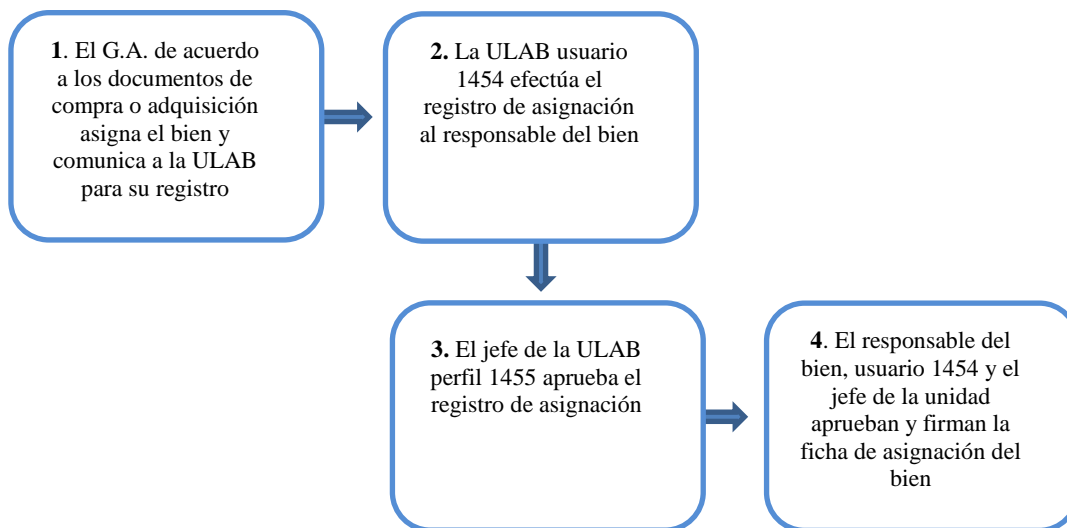 1. El G.A. de acuerdo
a los documentos de
compra o adquisición
asigna el bien y
comunica a la ULAB
para su registro
2. La ULAB usuario
1454 efectúa el
registro de asignación
al responsable del bien
3. El jefe de la ULAB
perfil 1455 aprueba el
registro de asignación
4. El responsable del
bien, usuario 1454 y el
jefe de la unidad
aprueban y firman la
ficha de asignación del
bien